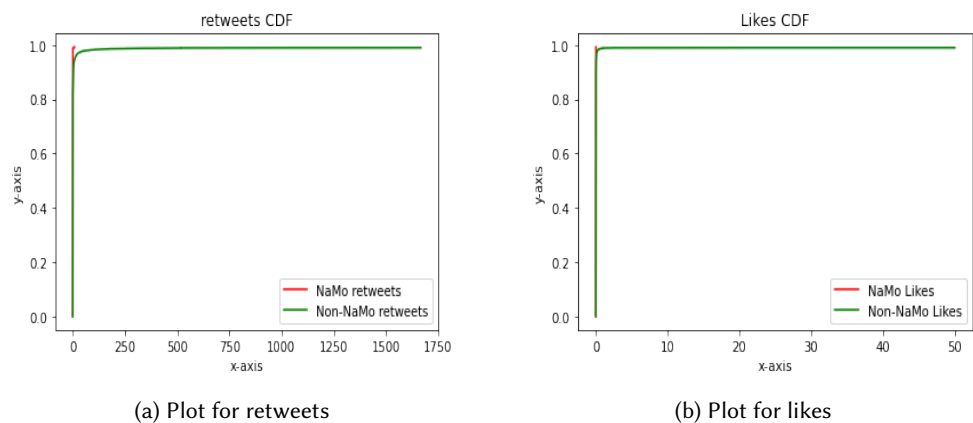 retweets CDF
1.0
0.8
0.6
0.4
0.2
0.0
y-axis
NaMo retweets
Non-NaMo retweets
0 250 500 750 1000 1250 1500 1750
x-axis
(a) Plot for retweets
Likes CDF
1.0
0.8
0.6
0.4
0.2
0.0
y-axis
NaMo Likes
Non-NaMo Likes
0 10 20 30 40 50
x-axis
(b) Plot for likes